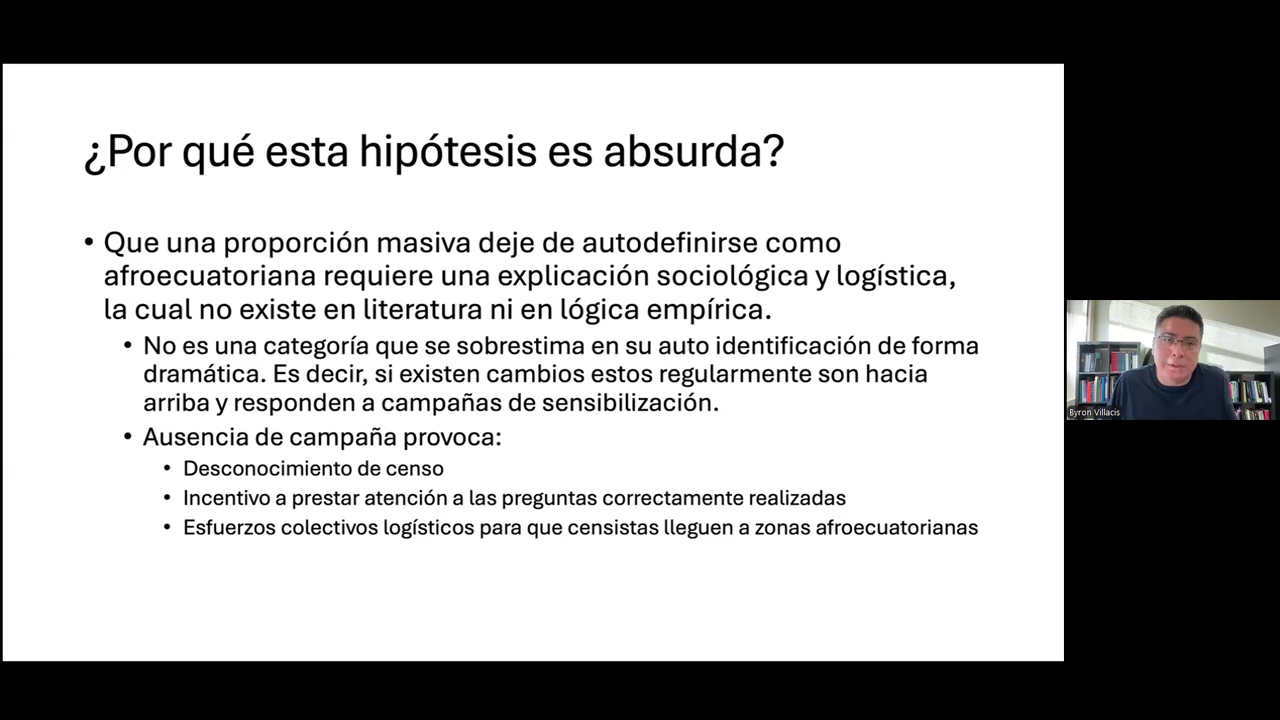 ¿Por qué esta hipótesis es absurda?
• Que una proporción masiva deje de autodefinirse como
afroecuatoriana requiere una explicación sociológica y logística,
la cual no existe en literatura ni en lógica empírica.
• No es una categoría que se sobrestima en su auto identificación de forma
dramática. Es decir, si existen cambios estos regularmente son hacia
arriba y responden a campañas de sensibilización.
• Ausencia de campaña provoca:
• Desconocimiento de censo
• Incentivo a prestar atención a las preguntas correctamente realizadas
• Esfuerzos colectivos logísticos para que censistas lleguen a zonas afroecuatorianas
Byron Villacis